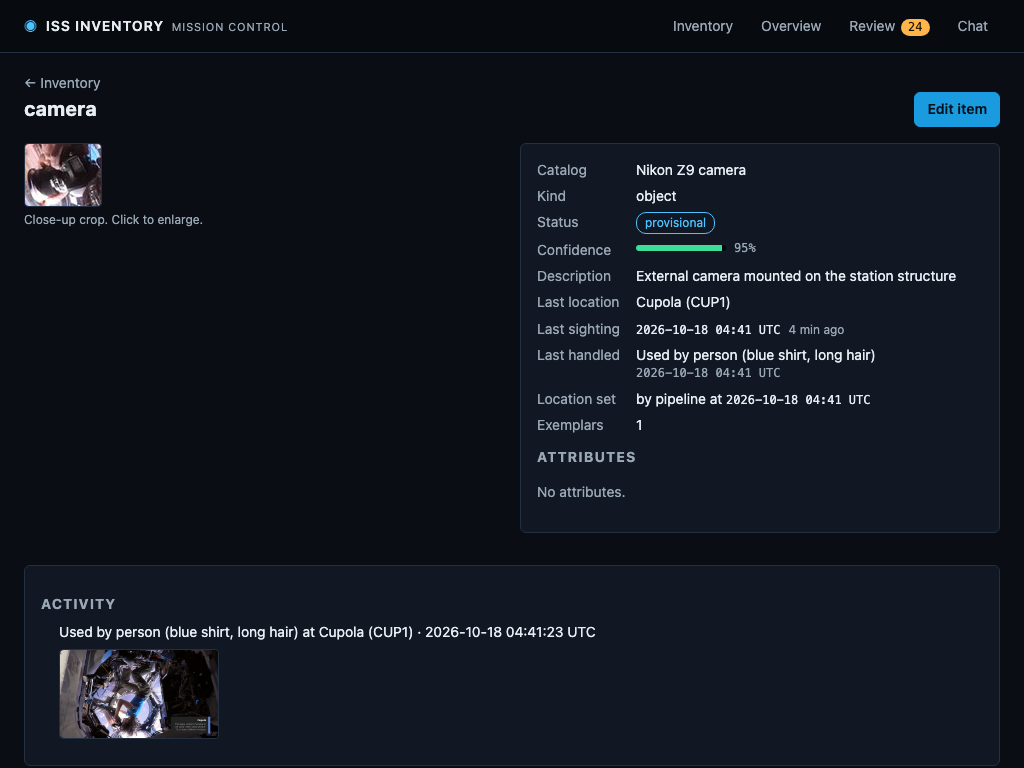 ISS INVENTORY MISSION CONTROL
Inventory Overview Review 24 Chat
← Inventory
camera
Edit item
Close-up crop. Click to enlarge.
Catalog Nikon Z9 camera
Kind object
Status provisional
Confidence 95%
Description External camera mounted on the station structure
Last location Cupola (CUP1)
Last sighting 2026-10-18 04:41 UTC 4 min ago
Last handled Used by person (blue shirt, long hair)
2026-10-18 04:41 UTC
Location set by pipeline at 2026-10-18 04:41 UTC
Exemplars 1
ATTRIBUTES
No attributes.
ACTIVITY
Used by person (blue shirt, long hair) at Cupola (CUP1) · 2026-10-18 04:41:23 UTC